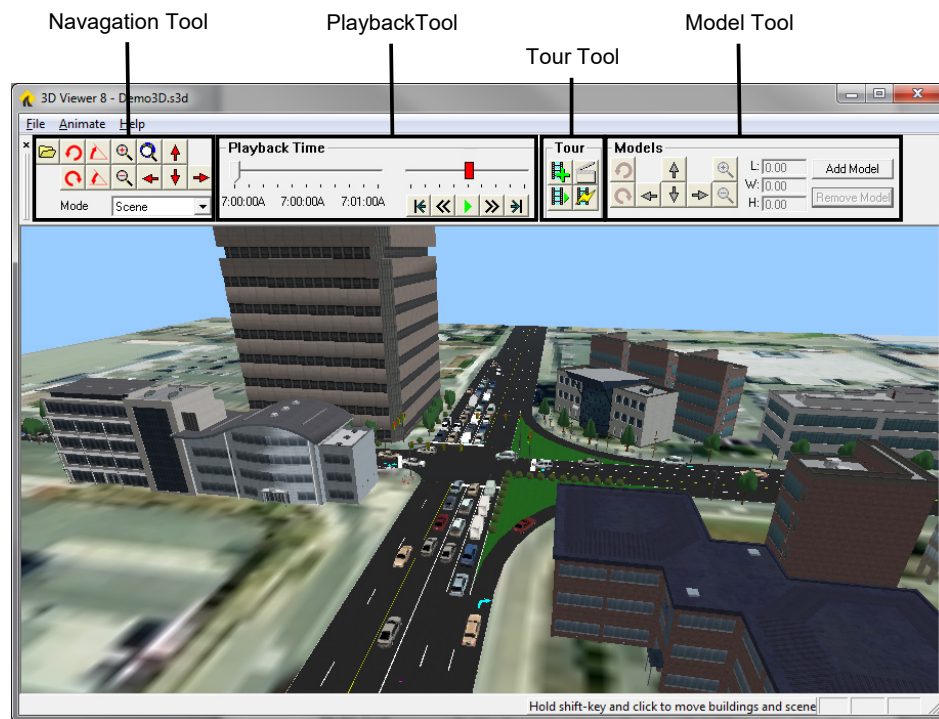 Navagation Tool
PlaybackTool
Model Tool
Tour Tool
3D Viewer 8 - Demo3D.s3d
File Animate Help
Playback Time
Tour
Models
L: 0.00
Add Model
W: 0.00
Mode Scene
7:00:00A 7:00:00A 7:01:00A
H: 0.00
Remove Model
Hold shift-key and click to move buildings and scene